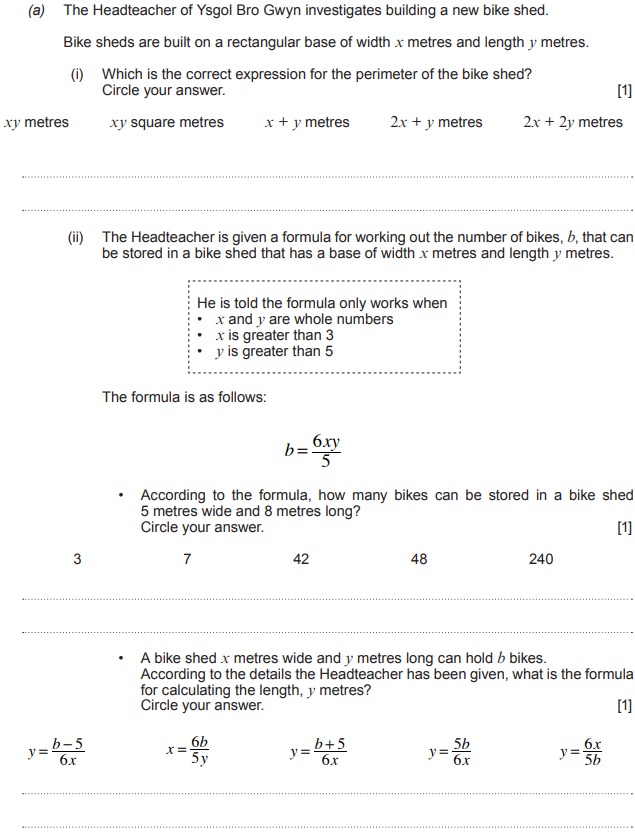 (a) The Headteacher of Ysgol Bro Gwyn investigates building a new bike shed.
Bike sheds are built on a rectangular base of width x metres and length y metres.
(i) Which is the correct expression for the perimeter of the bike shed?
Circle your answer. [1]
xy metres xy square metres x + y metres 2x + y metres 2x + 2y metres
(ii) The Headteacher is given a formula for working out the number of bikes, b, that can
be stored in a bike shed that has a base of width x metres and length y metres.
He is told the formula only works when
• x and y are whole numbers
• x is greater than 3
• y is greater than 5
The formula is as follows:
b = 6xy/5
• According to the formula, how many bikes can be stored in a bike shed
5 metres wide and 8 metres long?
Circle your answer. [1]
3 7 42 48 240
• A bike shed x metres wide and y metres long can hold b bikes.
According to the details the Headteacher has been given, what is the formula
for calculating the length, y metres?
Circle your answer. [1]
y = b−5/6x x = 6b/5y y = b+5/6x y = 5b/6x y = 6x/5b